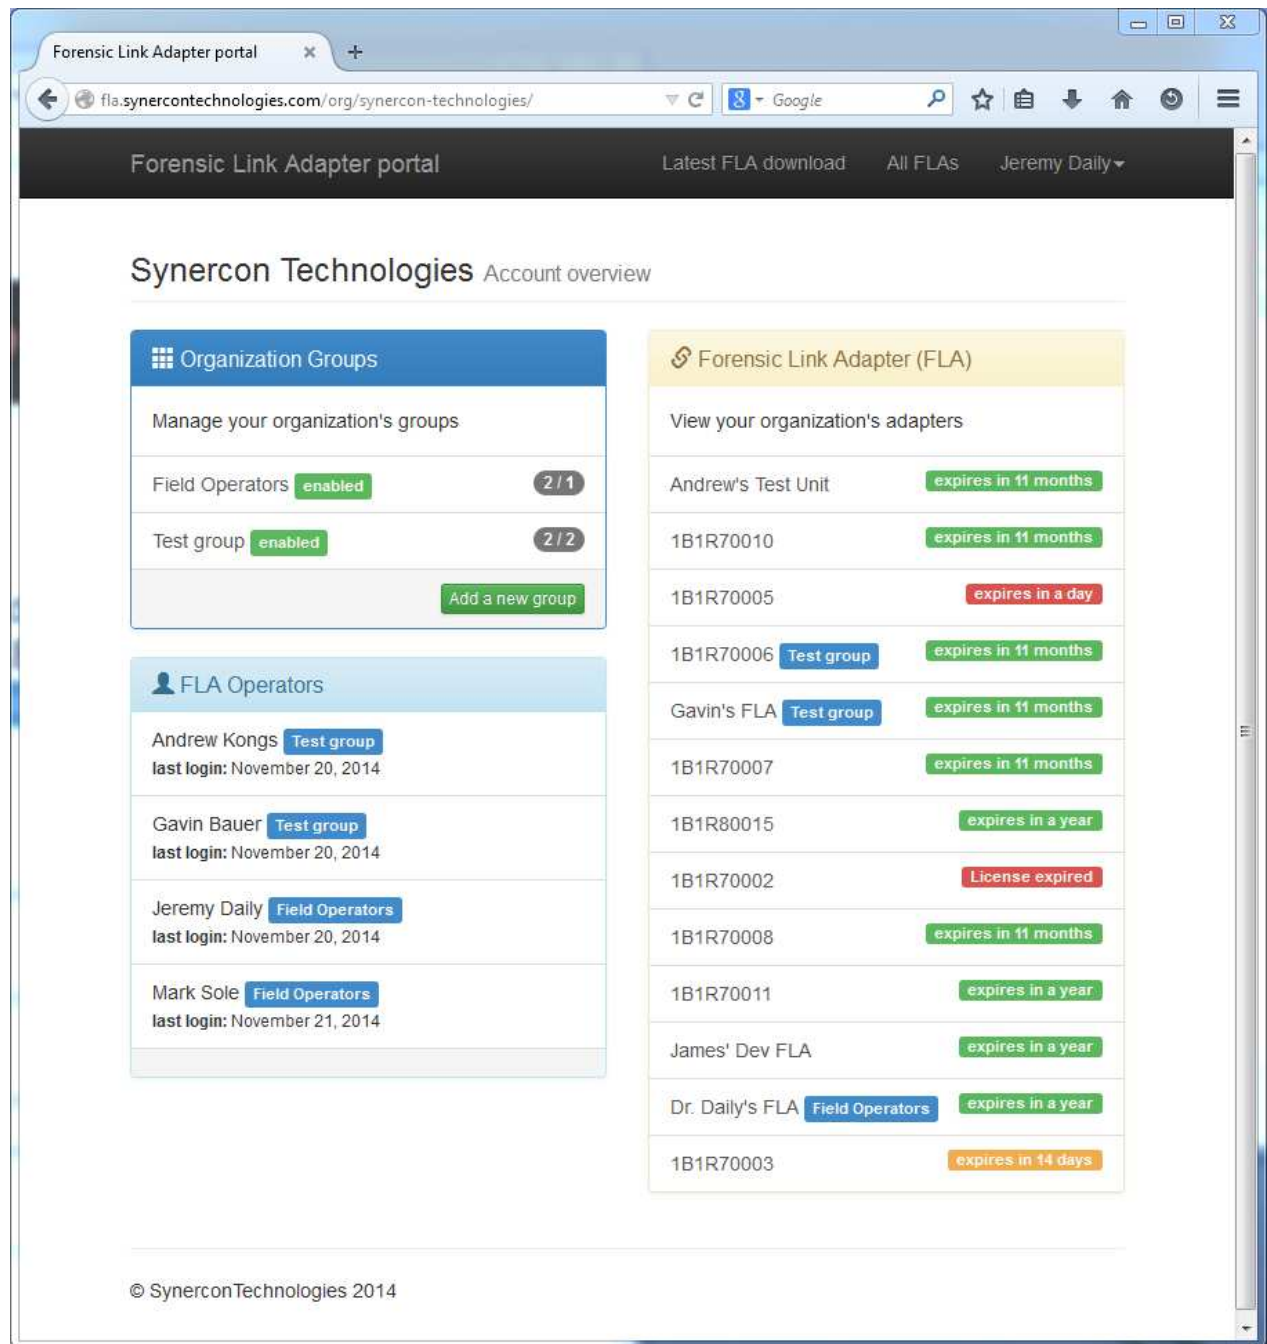 Forensic Link Adapter portal
fla.synercontechnologies.com/org/synercon-technologies/
Google
Forensic Link Adapter portal
Latest FLA download
All FLAs
Jeremy Daily
Synercon Technologies Account overview
Organization Groups
Manage your organization's groups
Field Operators enabled 2 / 1
Test group enabled 2 / 2
Add a new group
FLA Operators
Andrew Kongs Test group
last login: November 20, 2014
Gavin Bauer Test group
last login: November 20, 2014
Jeremy Daily Field Operators
last login: November 20, 2014
Mark Sole Field Operators
last login: November 21, 2014
Forensic Link Adapter (FLA)
View your organization's adapters
Andrew's Test Unit expires in 11 months
1B1R70010 expires in 11 months
1B1R70005 expires in a day
1B1R70006 Test group expires in 11 months
Gavin's FLA Test group expires in 11 months
1B1R70007 expires in 11 months
1B1R80015 expires in a year
1B1R70002 License expired
1B1R70008 expires in 11 months
1B1R70011 expires in a year
James' Dev FLA expires in a year
Dr. Daily's FLA Field Operators expires in a year
1B1R70003 expires in 14 days
© SynerconTechnologies 2014